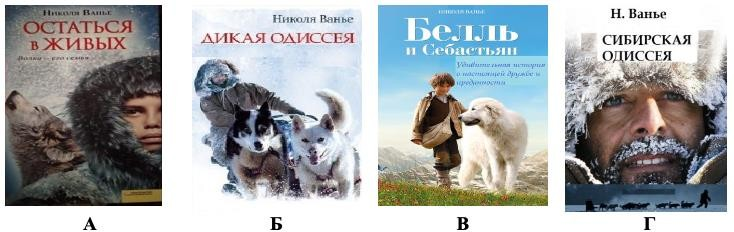 Николя Ванье
ОСТАТЬСЯ
В ЖИВЫХ
Волки – его семья...
Николя Ванье
ДИКАЯ ОДИССЕЯ
НИКОЛЯ ВАНЬЕ
Белль
и Себастьян
Удивительная история
о настоящей дружбе и
преданности
Н. Ванье
СИБИРСКАЯ
ОДИССЕЯ
А
Б
В
Г